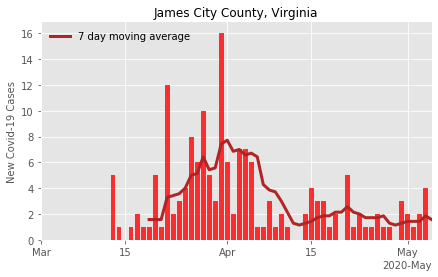 James City County, Virginia
7 day moving average
New Covid-19 Cases
16
14
12
10
8
6
4
2
0
Mar 15 Apr 15 May
2020-May